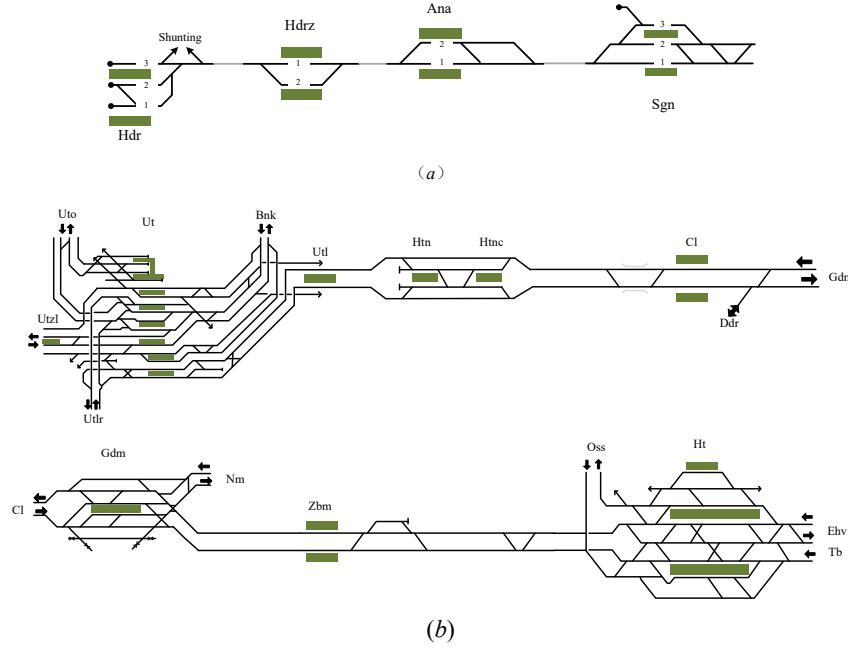 Ana
Hdrz
Shunting
3
2
1
Hdr
1
2
2
1
3
2
1
Sgn
（a）
Uto
Ut
Bnk
Utl
Htn
Htnc
Cl
Gdm
Utzl
Ddr
Utlr
Gdm
Oss
Ht
Nm
Cl
Zbm
Ehv
Tb
(b)